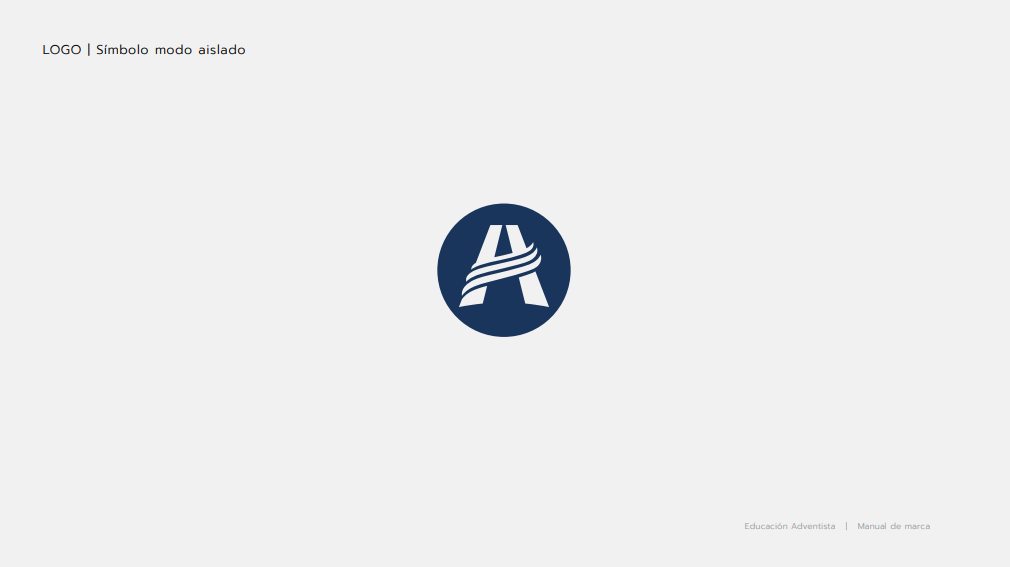 LOGO | Símbolo modo aislado
Educación Adventista | Manual de marca